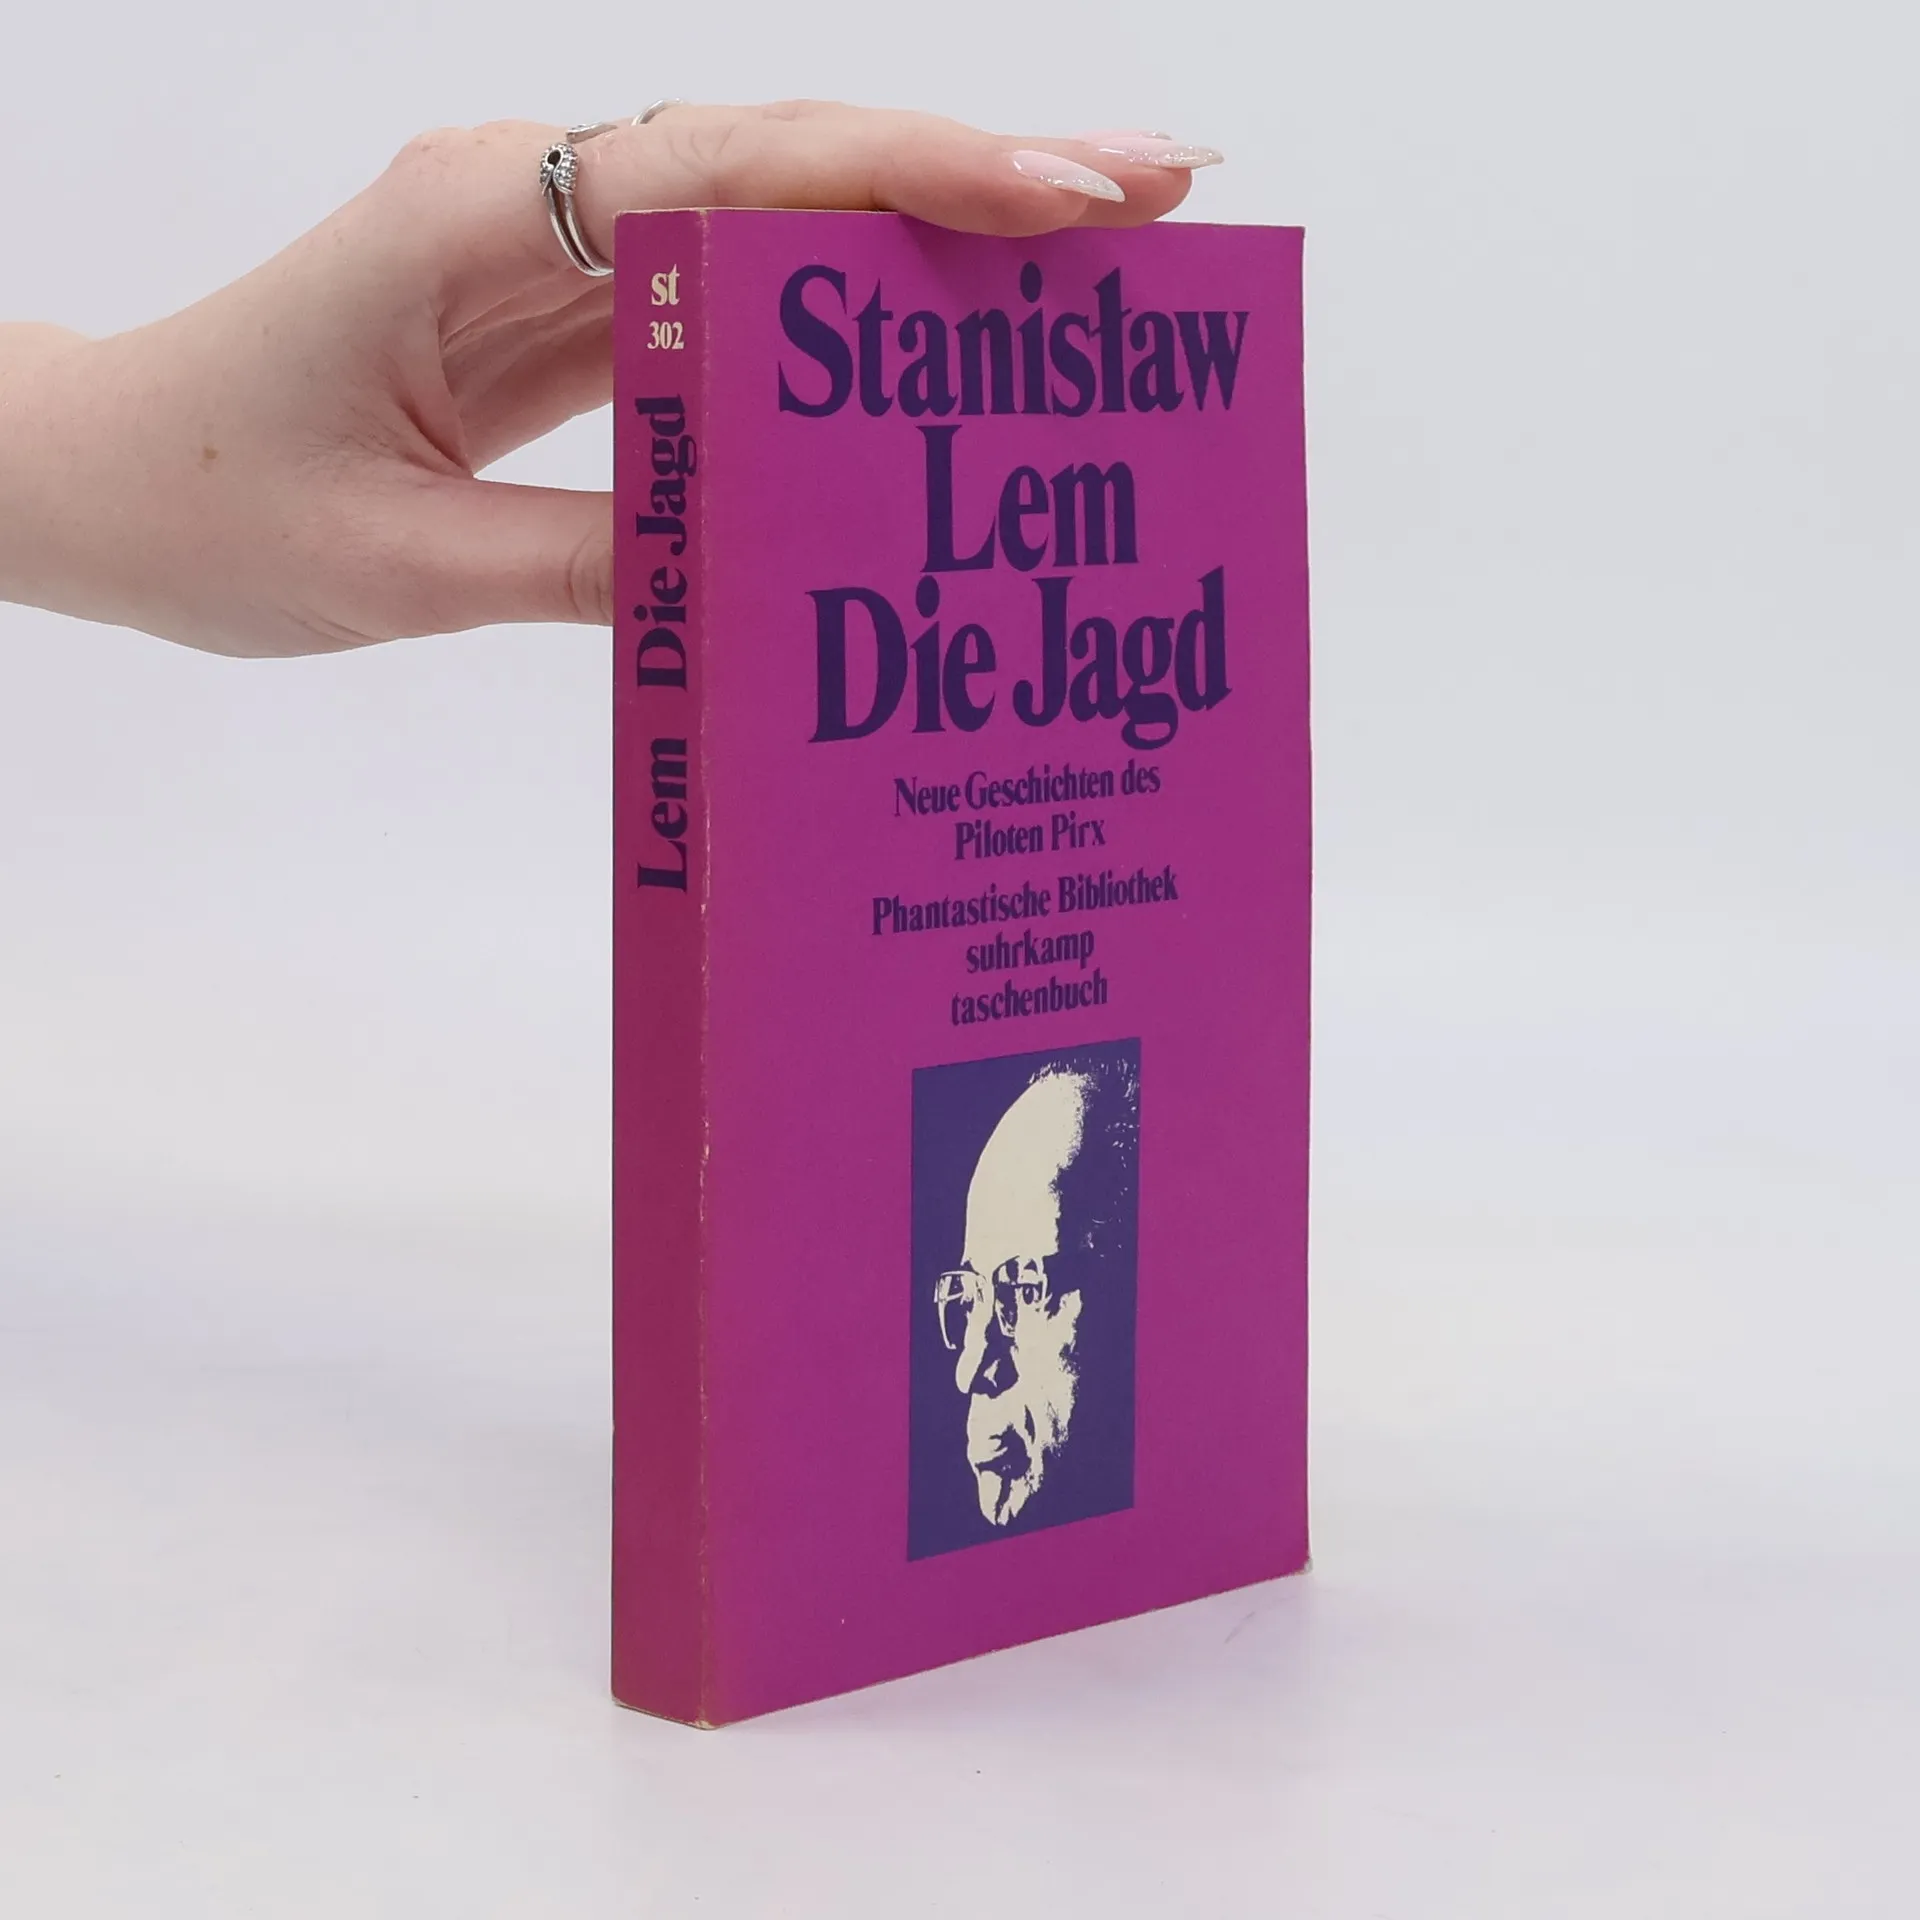 st
302
Lem Die Jagd
Stanisław
Lem
Die Jagd
Neue Geschichten des
Piloten Pirx
Phantastische Bibliothek
suhrkamp
taschenbuch